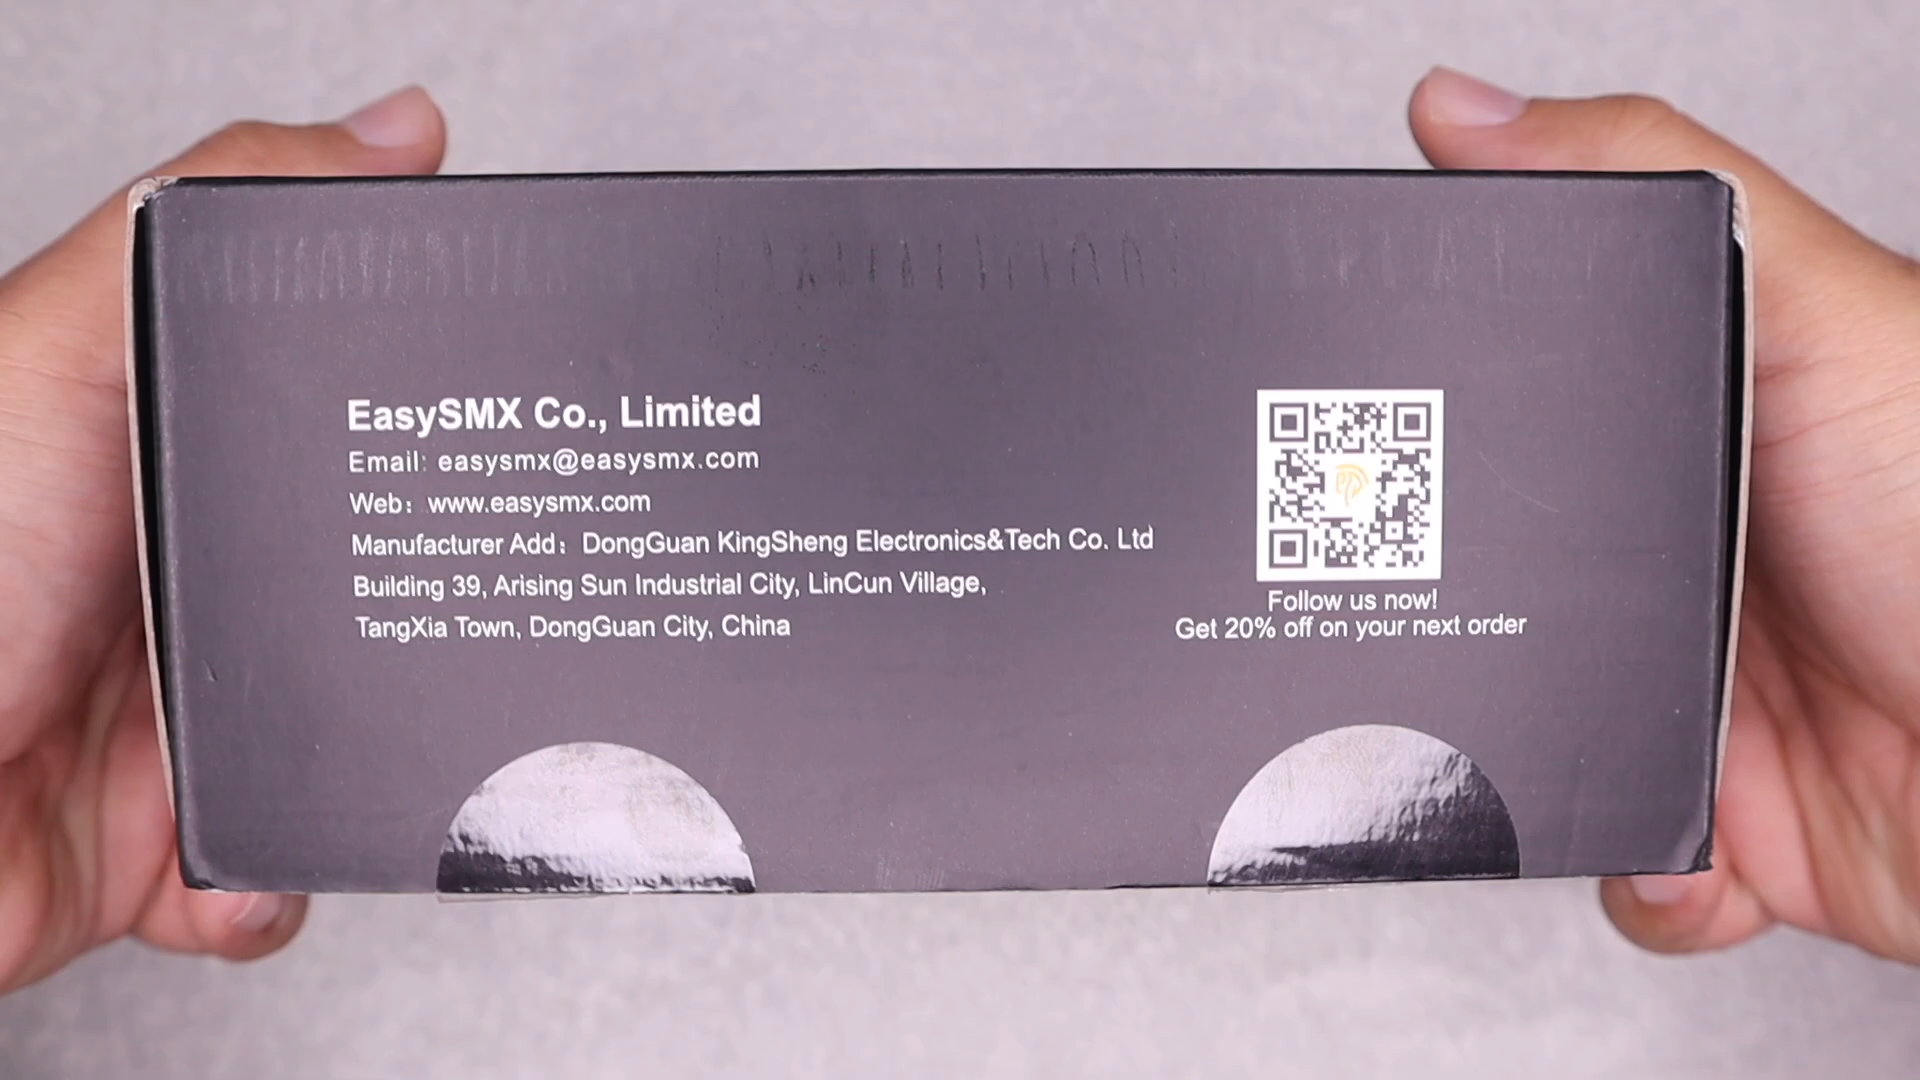 EasySMX Co., Limited
Email: easysmx@easysmx.com
Web: www.easysmx.com
Manufacturer Add: DongGuan KingSheng Electronics&Tech Co. Ltd
Building 39, Arising Sun Industrial City, LinCun Village,
TangXia Town, DongGuan City, China
Follow us now!
Get 20% off on your next order